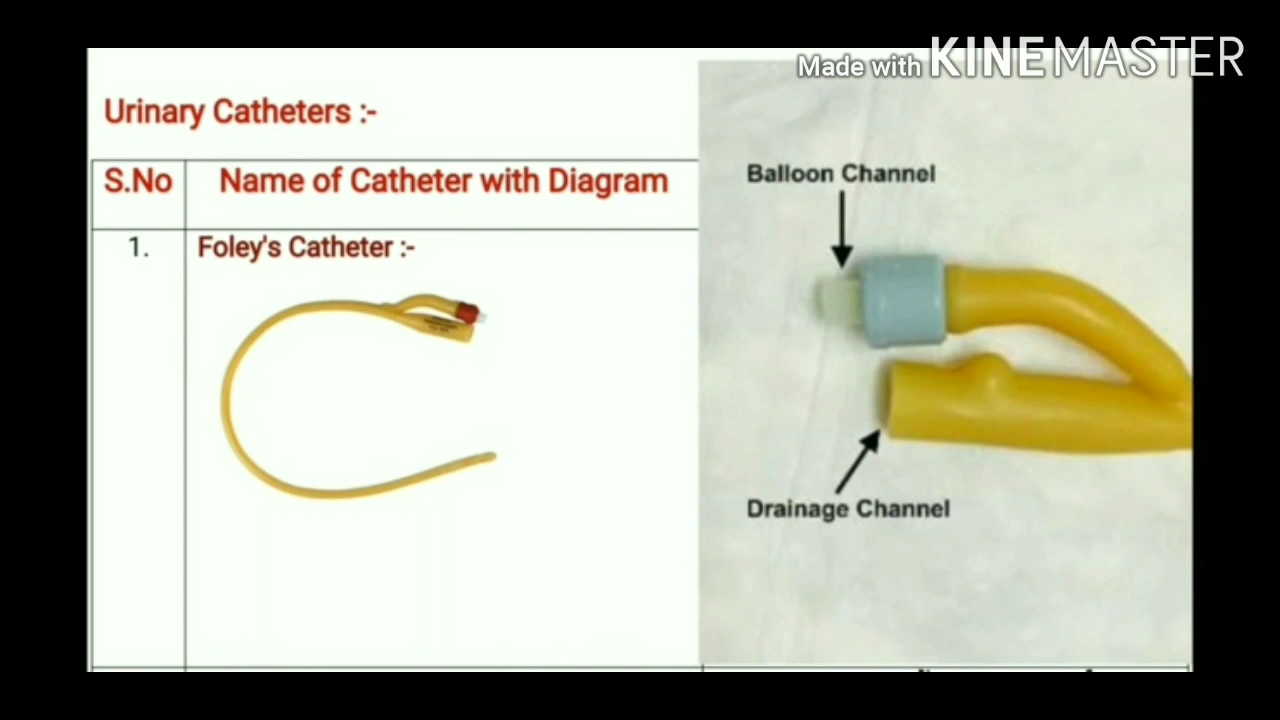 Made with KINEMASTER
Urinary Catheters :-
S.No
Name of Catheter with Diagram
1.
Foley's Catheter :-
Balloon Channel
Drainage Channel